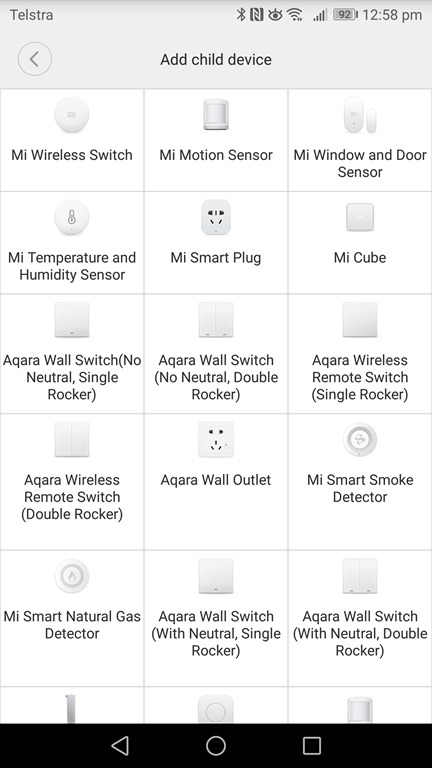 Telstra 92 12:58 pm
Add child device
Mi Wireless Switch
Mi Motion Sensor
Mi Window and Door
Sensor
Mi Temperature and
Humidity Sensor
Mi Smart Plug
Mi Cube
Aqara Wall Switch(No
Neutral, Single
Rocker)
Aqara Wall Switch
(No Neutral, Double
Rocker)
Aqara Wireless
Remote Switch
(Single Rocker)
Aqara Wireless
Remote Switch
(Double Rocker)
Aqara Wall Outlet
Mi Smart Smoke
Detector
Mi Smart Natural Gas
Detector
Aqara Wall Switch
(With Neutral, Single
Rocker)
Aqara Wall Switch
(With Neutral, Double
Rocker)